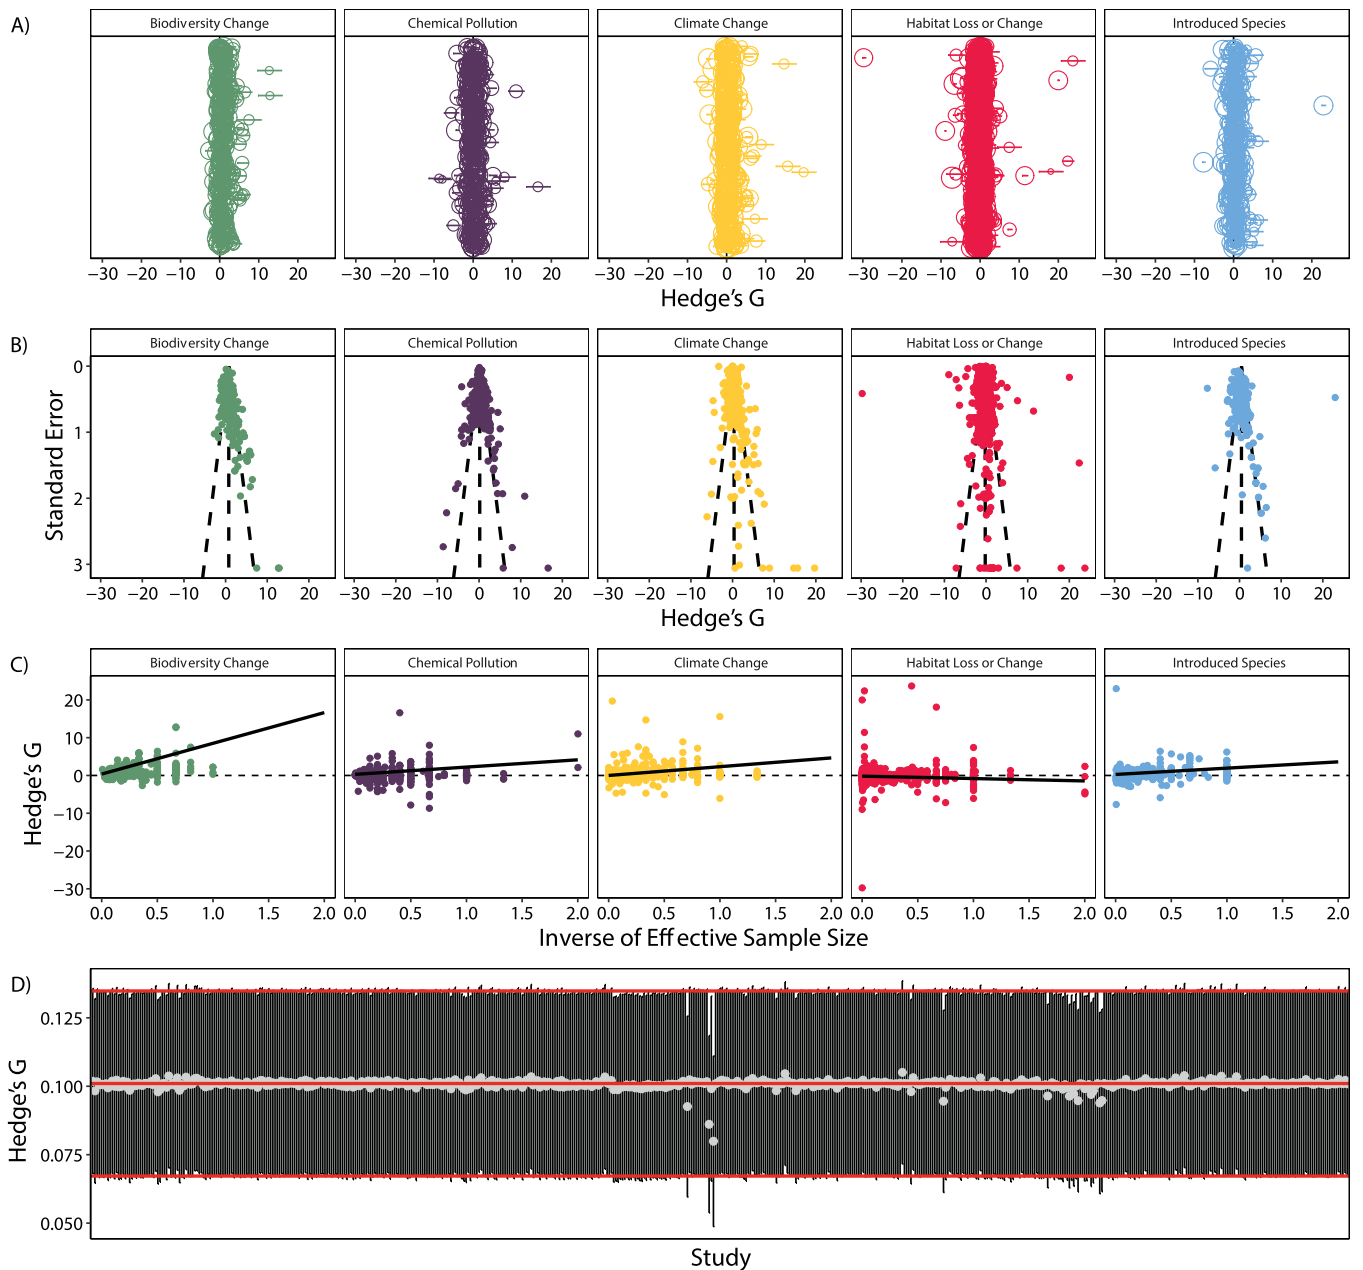 A)
Biodiversity Change Chemical Pollution Climate Change Habitat Loss or Change Introduced Species
−30 −20 −10 0 10 20 −30 −20 −10 0 10 20 −30 −20 −10 0 10 20 −30 −20 −10 0 10 20 −30 −20 −10 0 10 20
Hedge's G
B)
Biodiversity Change Chemical Pollution Climate Change Habitat Loss or Change Introduced Species
Standard Error
0
1
2
3
−30 −20 −10 0 10 20 −30 −20 −10 0 10 20 −30 −20 −10 0 10 20 −30 −20 −10 0 10 20 −30 −20 −10 0 10 20
Hedge's G
C)
Biodiversity Change Chemical Pollution Climate Change Habitat Loss or Change Introduced Species
Hedge's G
20
10
0
−10
−20
−30
0.0 0.5 1.0 1.5 2.0 0.0 0.5 1.0 1.5 2.0 0.0 0.5 1.0 1.5 2.0 0.0 0.5 1.0 1.5 2.0 0.0 0.5 1.0 1.5 2.0
Inverse of Effective Sample Size
D)
Hedge's G
0.125
0.100
0.075
0.050
Study